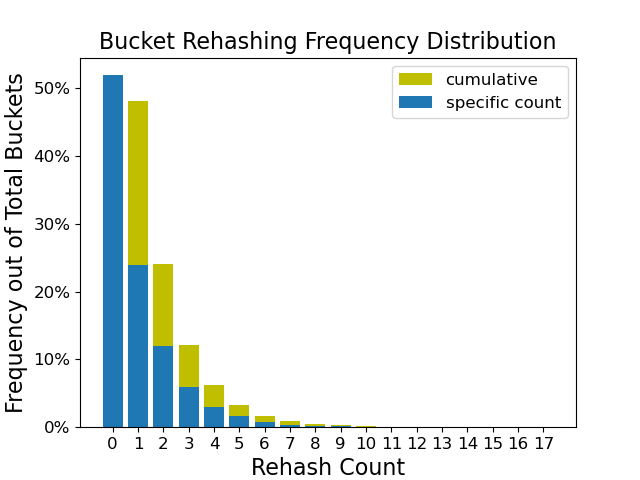 Bucket Rehashing Frequency Distribution
cumulative
specific count
Frequency out of Total Buckets
50%
40%
30%
20%
10%
0%
0 1 2 3 4 5 6 7 8 9 10 11 12 13 14 15 16 17
Rehash Count